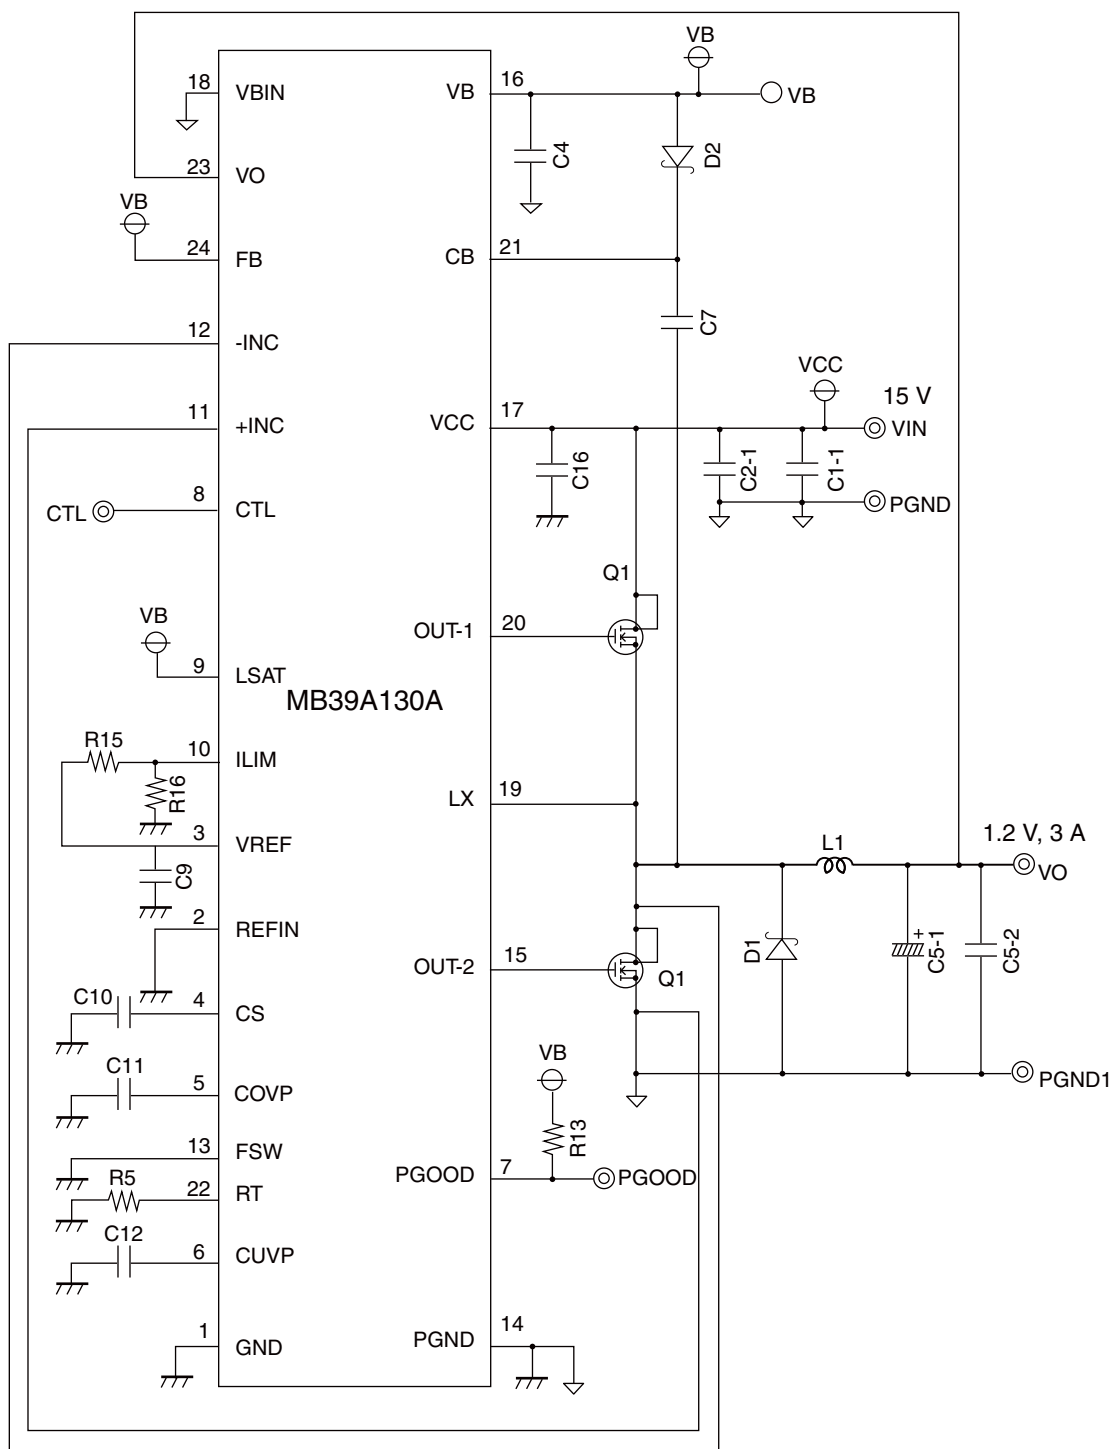 VB
18
VBIN
VB
16
VB
C4
D2
23
VO
VB
24
FB
CB
21
C7
12
-INC
VCC
15 V
11
+INC
VCC
17
VIN
C16
C2-1
C1-1
8
CTL
CTL
PGND
Q1
OUT-1
20
VB
9
LSAT
MB39A130A
R15
10
ILIM
R16
LX
19
3
VREF
C9
L1
1.2 V, 3 A
VO
2
REFIN
OUT-2
15
Q1
D1
+
C5-1
C5-2
C10
4
CS
C11
5
COVP
VB
PGND1
R13
13
FSW
PGOOD
7
PGOOD
R5
22
RT
C12
6
CUVP
1
GND
PGND
14